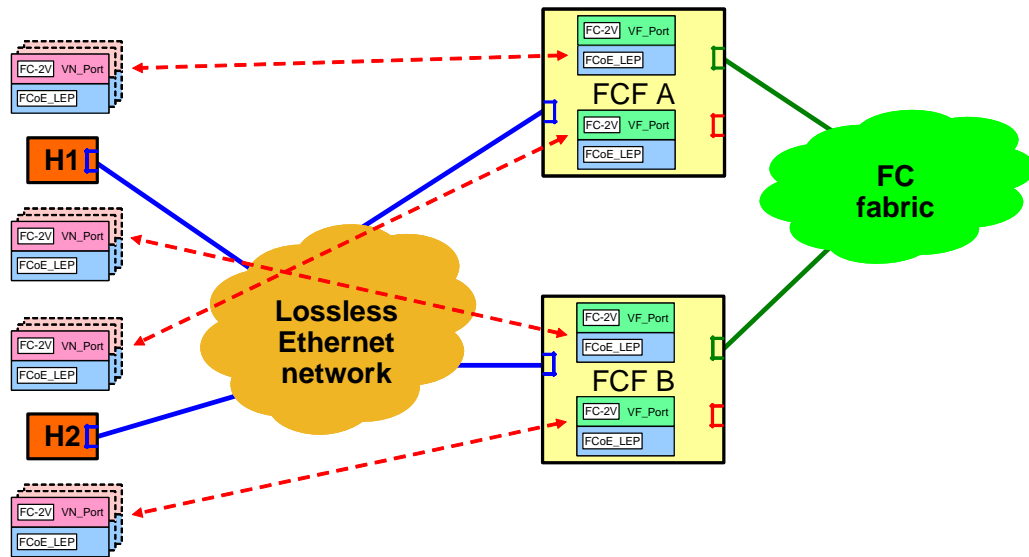 FC-2V VN_Port
FCoE_LEP
H1
FC-2V VN_Port
FCoE_LEP
FC-2V VN_Port
FCoE_LEP
H2
FC-2V VN_Port
FCoE_LEP
Lossless
Ethernet
network
FC-2V VF_Port
FCoE_LEP
FCF A
FC-2V VF_Port
FCoE_LEP
FC-2V VF_Port
FCoE_LEP
FCF B
FC-2V VF_Port
FCoE_LEP
FC
fabric